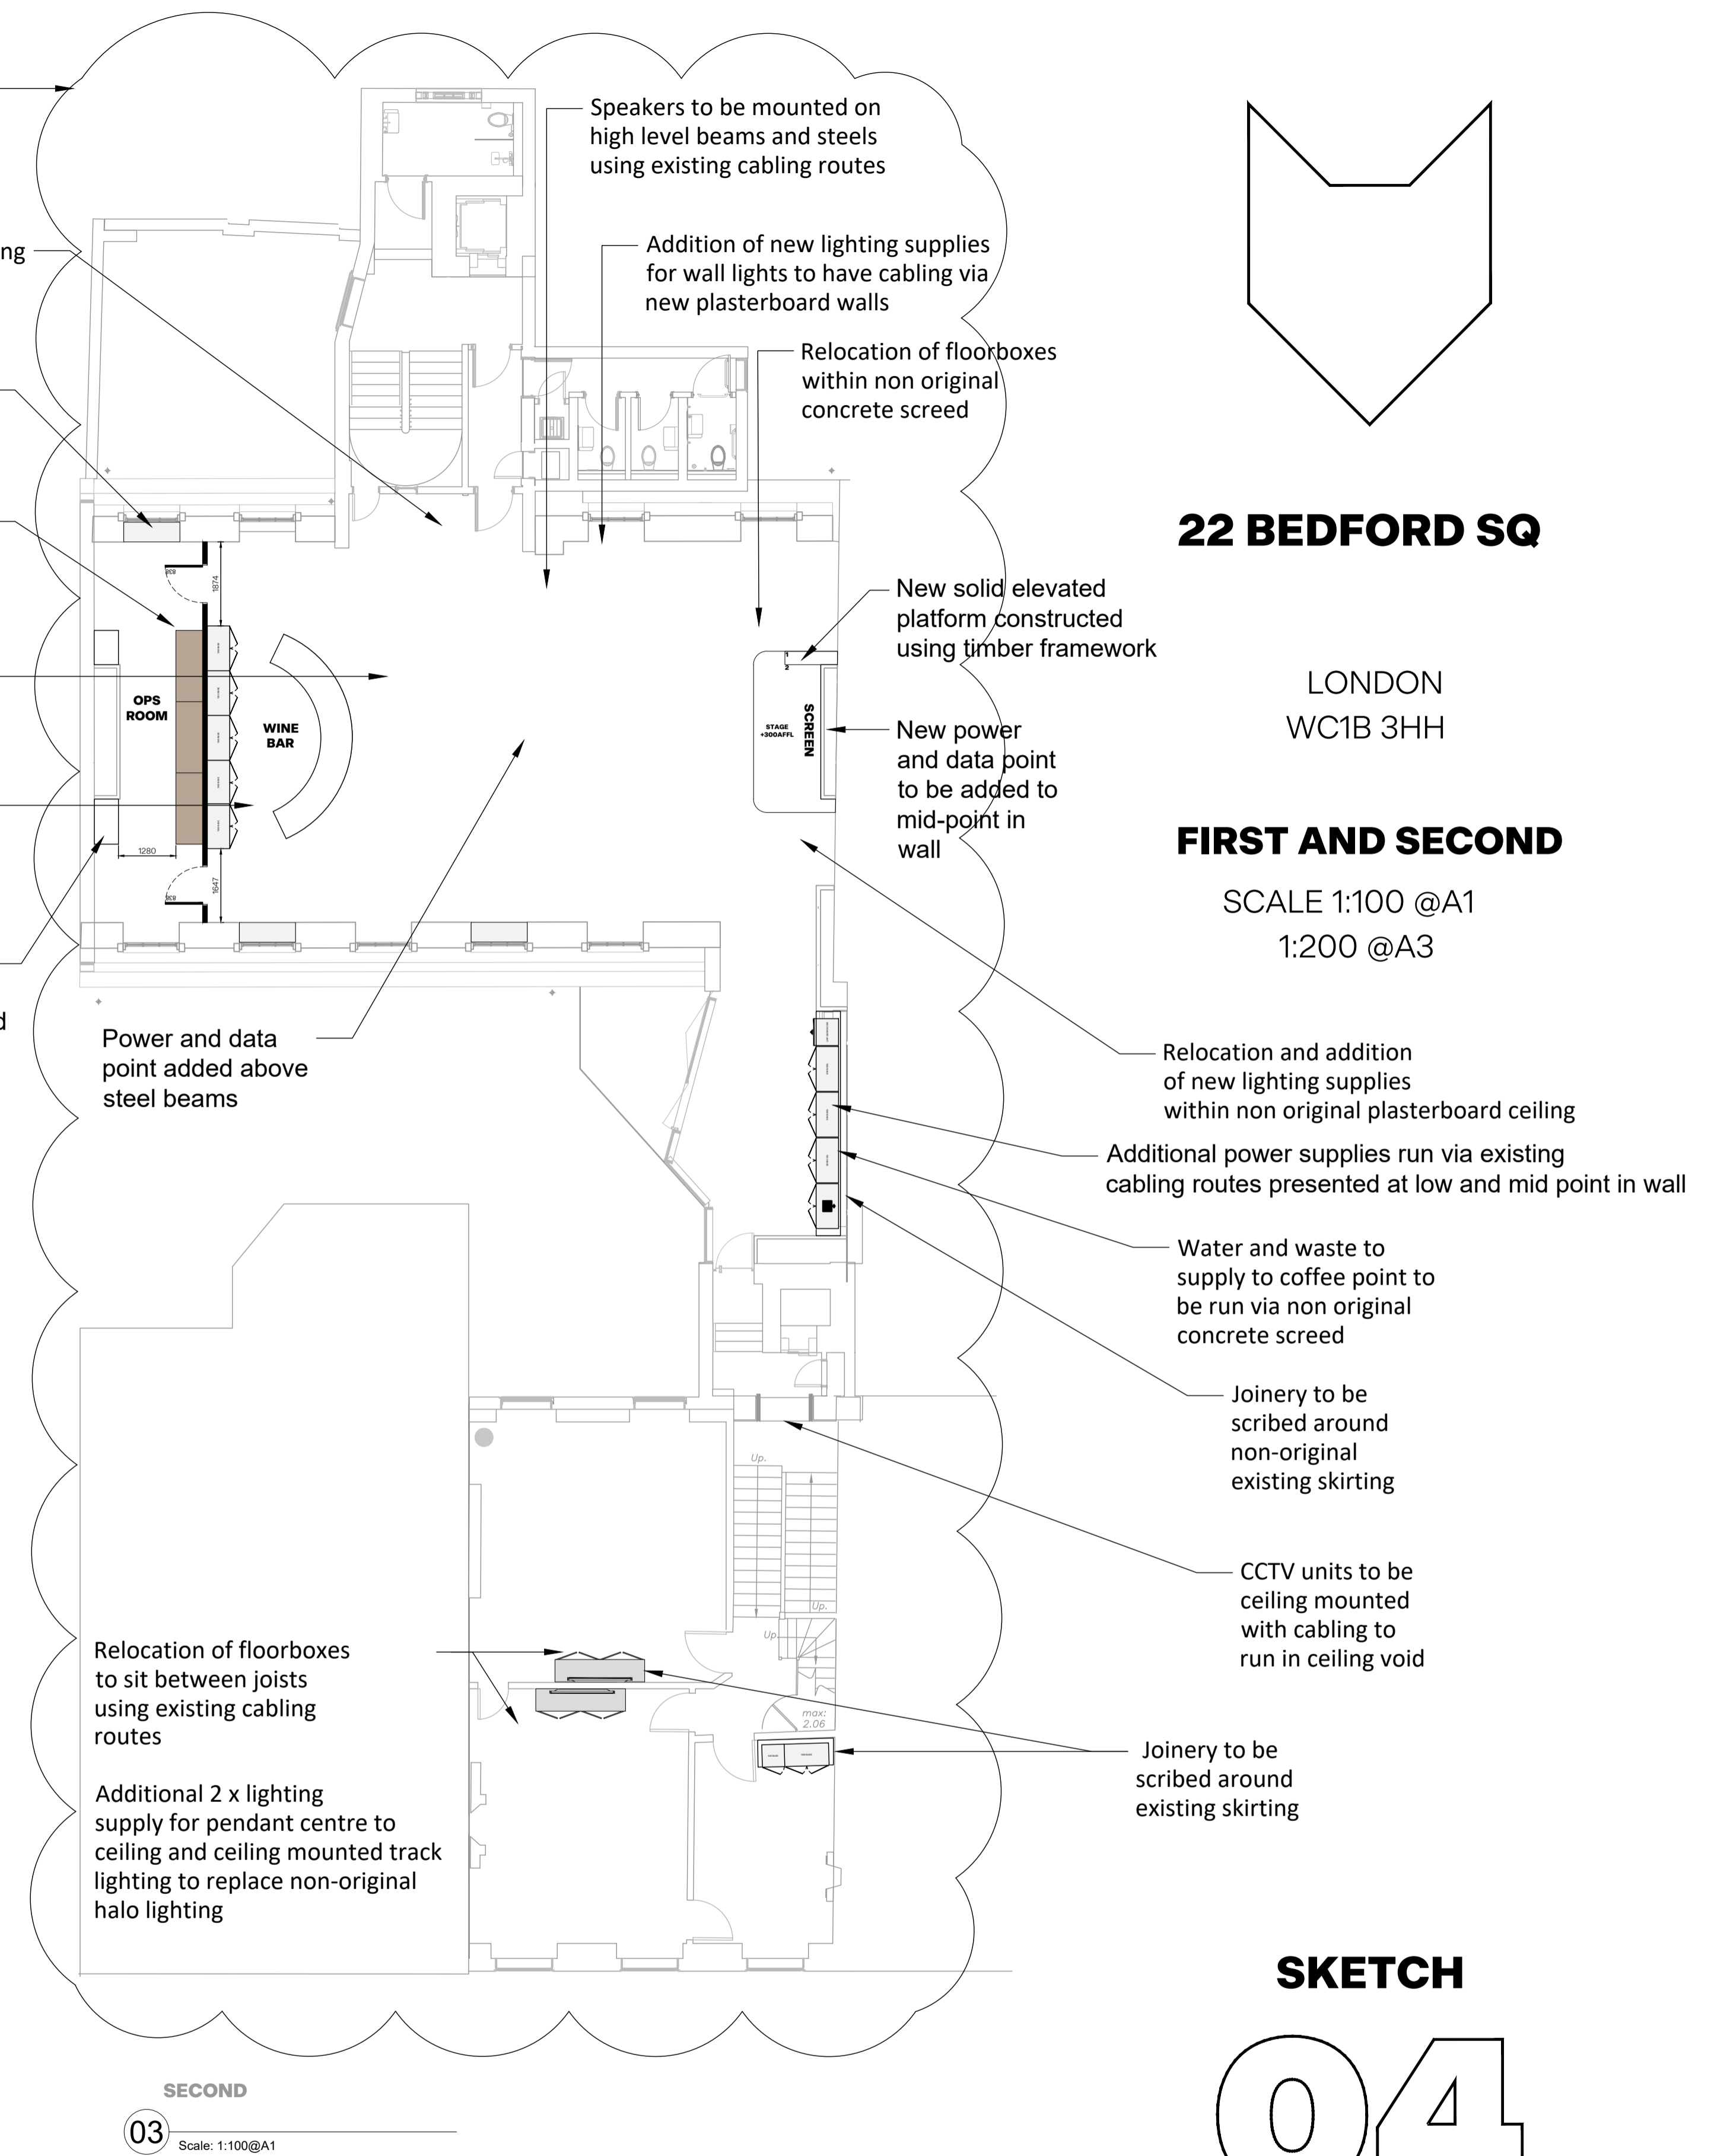 Speakers to be mounted on
high level beams and steels
using existing cabling routes
ng
Addition of new lighting supplies
for wall lights to have cabling via
new plasterboard walls
Relocation of floorboxes
within non original
concrete screed
22 BEDFORD SQ
838
1874
New solid elevated
platform constructed
using timber framework
1
2
LONDON
WC1B 3HH
OPS
ROOM
WINE
BAR
STAGE
+300AFFL
SCREEN
New power
and data point
to be added to
mid-point in
wall
FIRST AND SECOND
SCALE 1:100 @A1
1:200 @A3
1280
838
1647
d
Power and data
point added above
steel beams
Relocation and addition
of new lighting supplies
within non original plasterboard ceiling
Additional power supplies run via existing
cabling routes presented at low and mid point in wall
Water and waste to
supply to coffee point to
be run via non original
concrete screed
Joinery to be
scribed around
non-original
existing skirting
Up.
Up.
Up.
CCTV units to be
ceiling mounted
with cabling to
run in ceiling void
Relocation of floorboxes
to sit between joists
using existing cabling
routes
max:
2.06
Joinery to be
scribed around
existing skirting
Additional 2 x lighting
supply for pendant centre to
ceiling and ceiling mounted track
lighting to replace non-original
halo lighting
SKETCH
04
SECOND
03
Scale: 1:100@A1